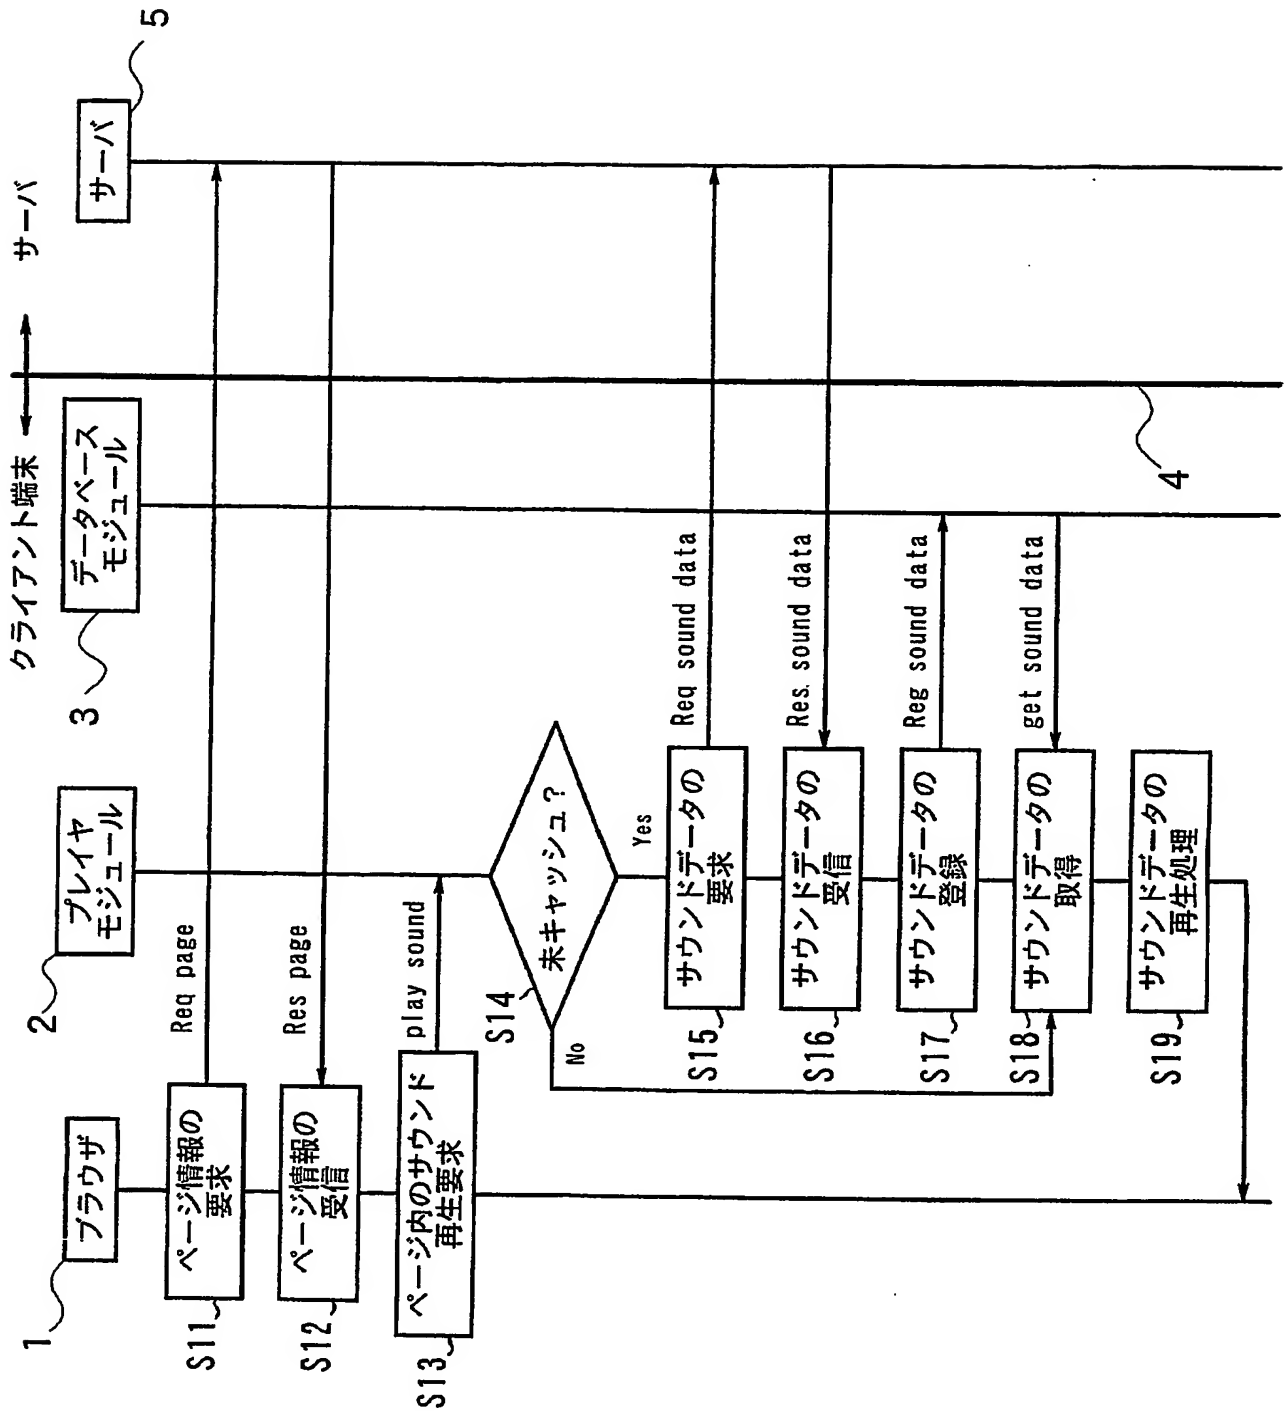 クライアント端末
サーバ
1
ブラウザ
2
プレイヤ
モジュール
3
データベース
モジュール
サーバ
5
S11
ページ情報の
要求
Req page
S12
ページ情報の
受信
Res page
S13
ページ内のサウンド
再生要求
play sound
S14
未キャッシュ?
No
Yes
S15
サウンドデータの
要求
Req sound data
S16
サウンドデータの
受信
Res. sound data
S17
サウンドデータの
登録
Reg sound data
S18
サウンドデータの
取得
get sound data
4
S19
サウンドデータの
再生処理